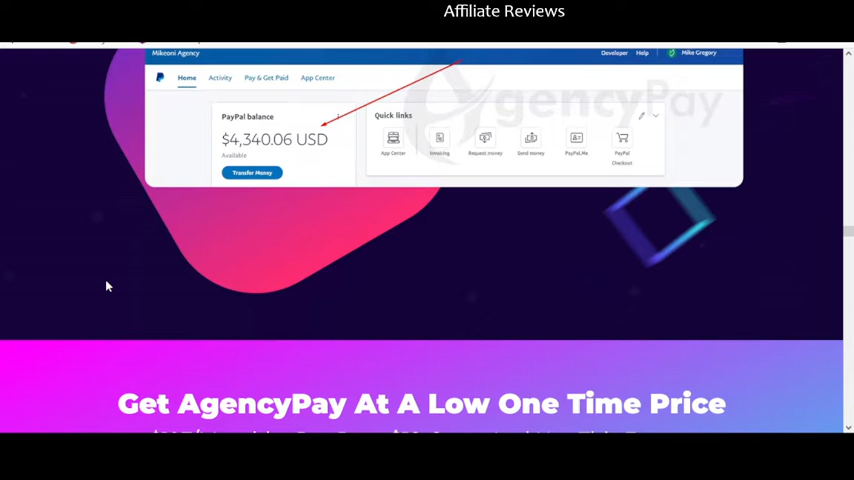 Affiliate Reviews
Mikeoni Agency
Developer Help Mike Gregory
Home Activity Pay & Get Paid App Center
AgencyPay
PayPal balance
Quick links
$4,340.06 USD
Available
App Center Invoicing Request money Send money PayPal.Me PayPal Checkout
Transfer Money
Get AgencyPay At A Low One Time Price